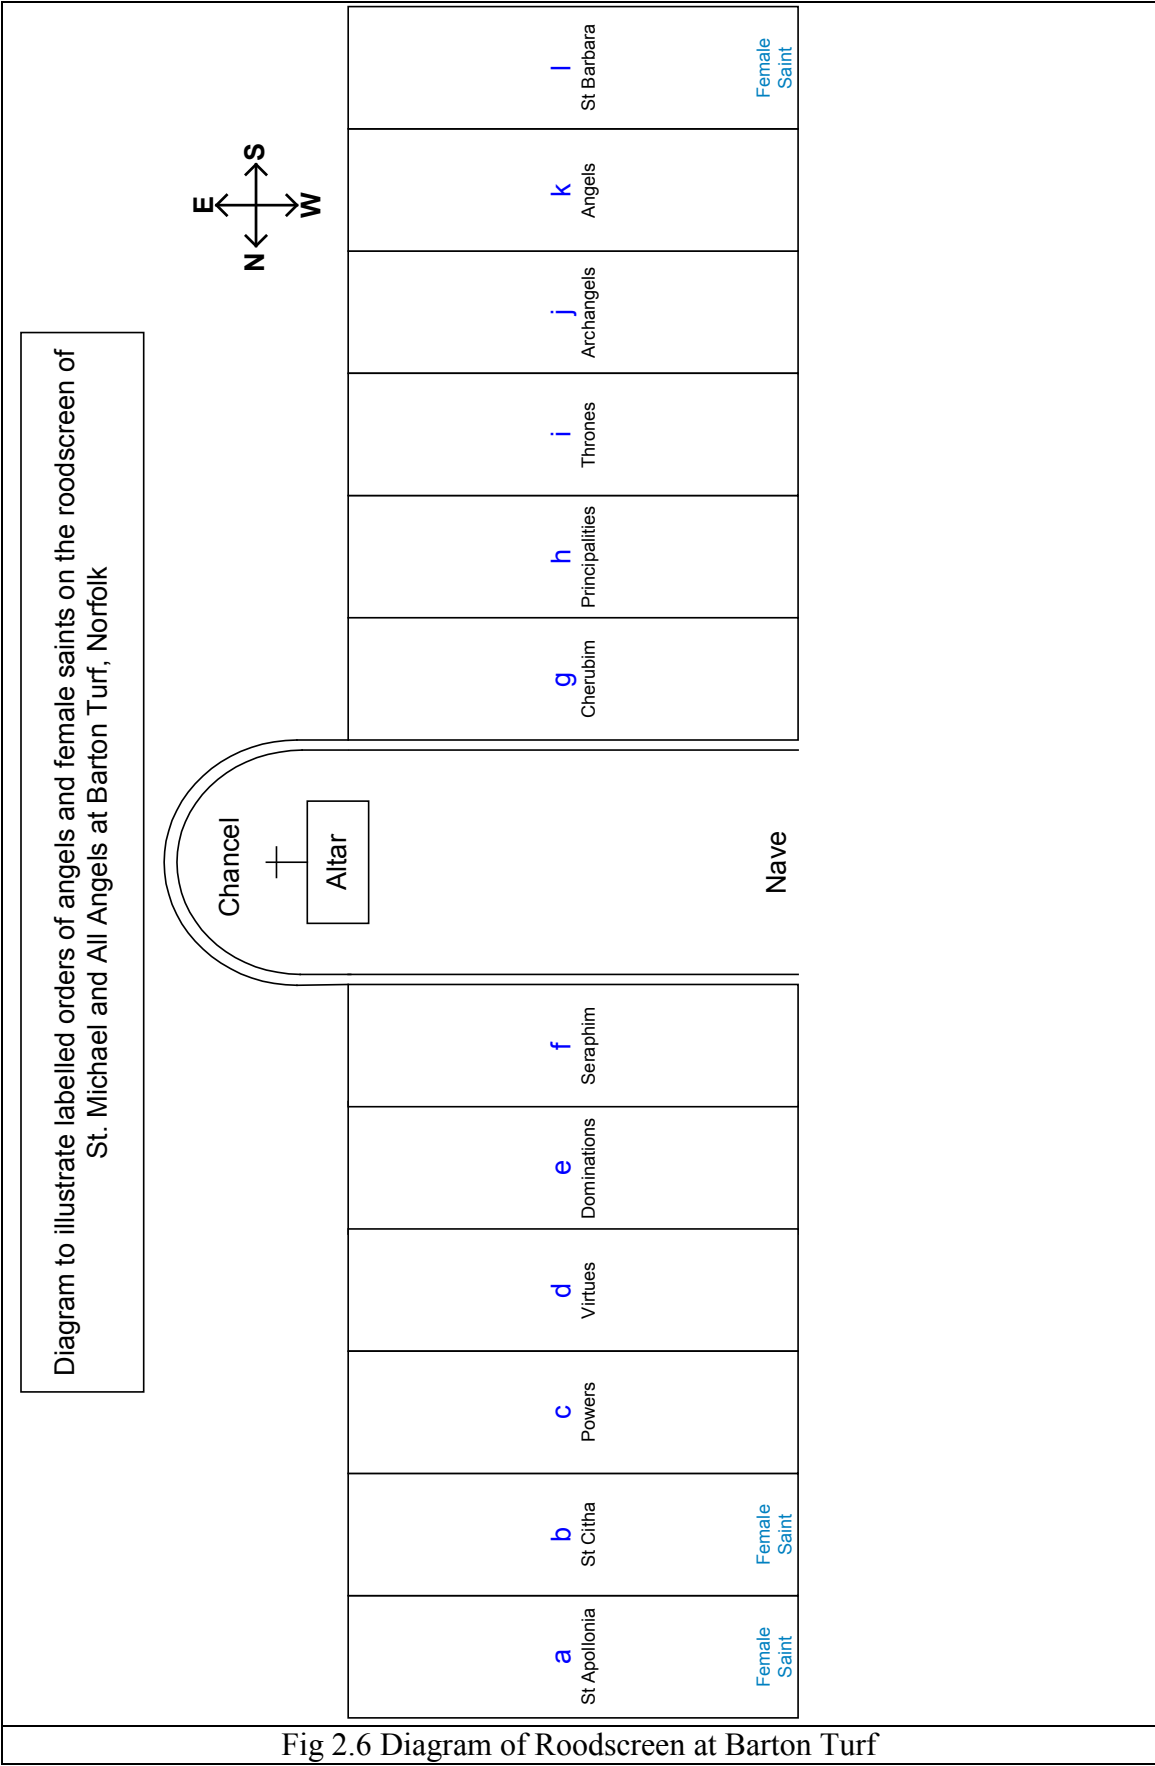 Diagram to illustrate labelled orders of angels and female saints on the roodscreen of
St. Michael and All Angels at Barton Turf, Norfolk
E
N
S
W
Chancel
Altar
Nave
a
St Apollonia
Female
Saint
b
St Citha
Female
Saint
c
Powers
d
Virtues
e
Dominations
f
Seraphim
g
Cherubim
h
Principalities
i
Thrones
j
Archangels
k
Angels
l
St Barbara
Female
Saint
Fig 2.6 Diagram of Roodscreen at Barton Turf